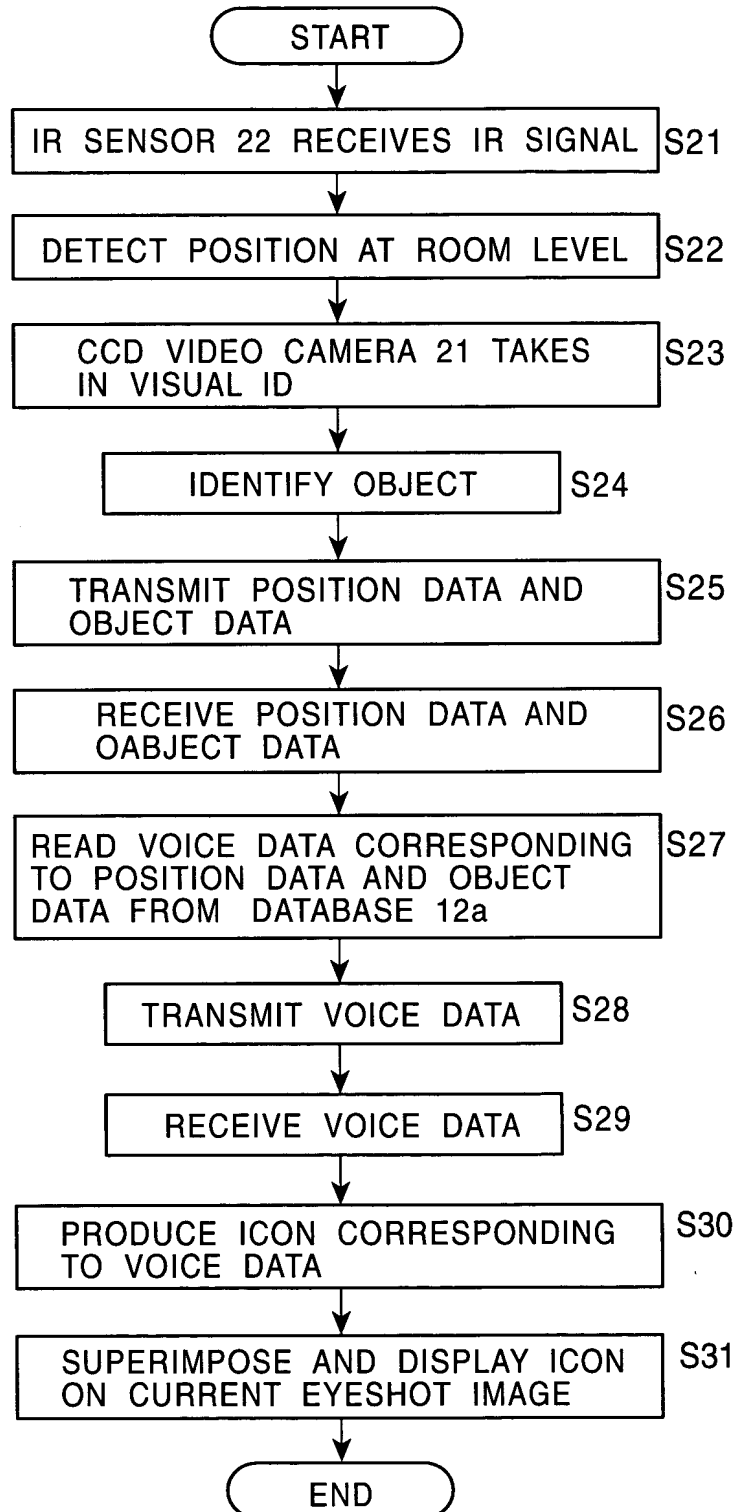 START
IR SENSOR 22 RECEIVES IR SIGNAL S21
DETECT POSITION AT ROOM LEVEL S22
CCD VIDEO CAMERA 21 TAKES S23
IN VISUAL ID
IDENTIFY OBJECT S24
TRANSMIT POSITION DATA AND S25
OBJECT DATA
RECEIVE POSITION DATA AND S26
OABJECT DATA
READ VOICE DATA CORRESPONDING S27
TO POSITION DATA AND OBJECT
DATA FROM DATABASE 12a
TRANSMIT VOICE DATA S28
RECEIVE VOICE DATA S29
PRODUCE ICON CORRESPONDING S30
TO VOICE DATA
SUPERIMPOSE AND DISPLAY ICON S31
ON CURRENT EYESHOT IMAGE
END